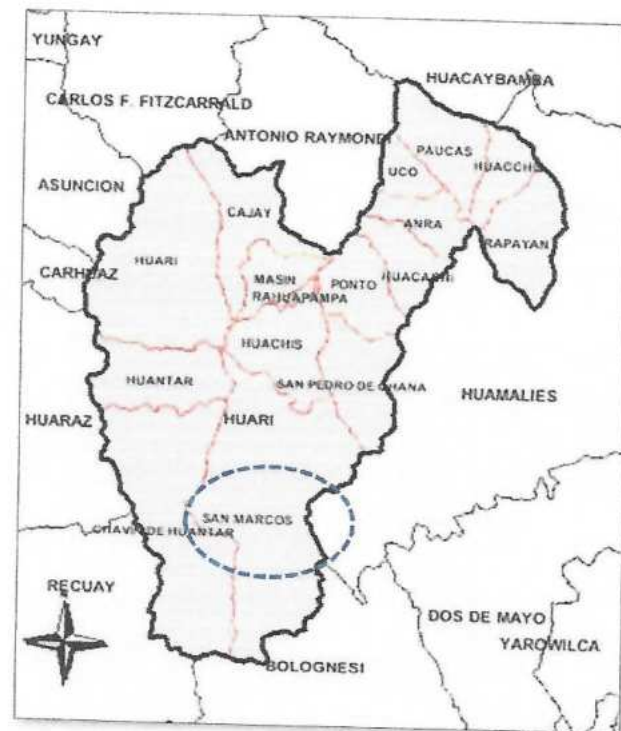 YUNGAY
HUACAYBAMBA
CARLOS F. FITZCARRALD
ANTONIO RAYMONDI
PAUCAS
HUACCHIS
UCO
ASUNCION
CAJAY
ANRA
HUARI
RAPAYAN
CARHUAZ
MASIN
PONTO
HUACACHI
RAHUAPAMPA
HUACHIS
HUANTAR
SAN PEDRO DE CHANA
HUAMALIES
HUARAZ
HUARI
SAN MARCOS
CHAVIN DE HUANTAR
RECUAY
DOS DE MAYO
YAROWILCA
BOLOGNESI